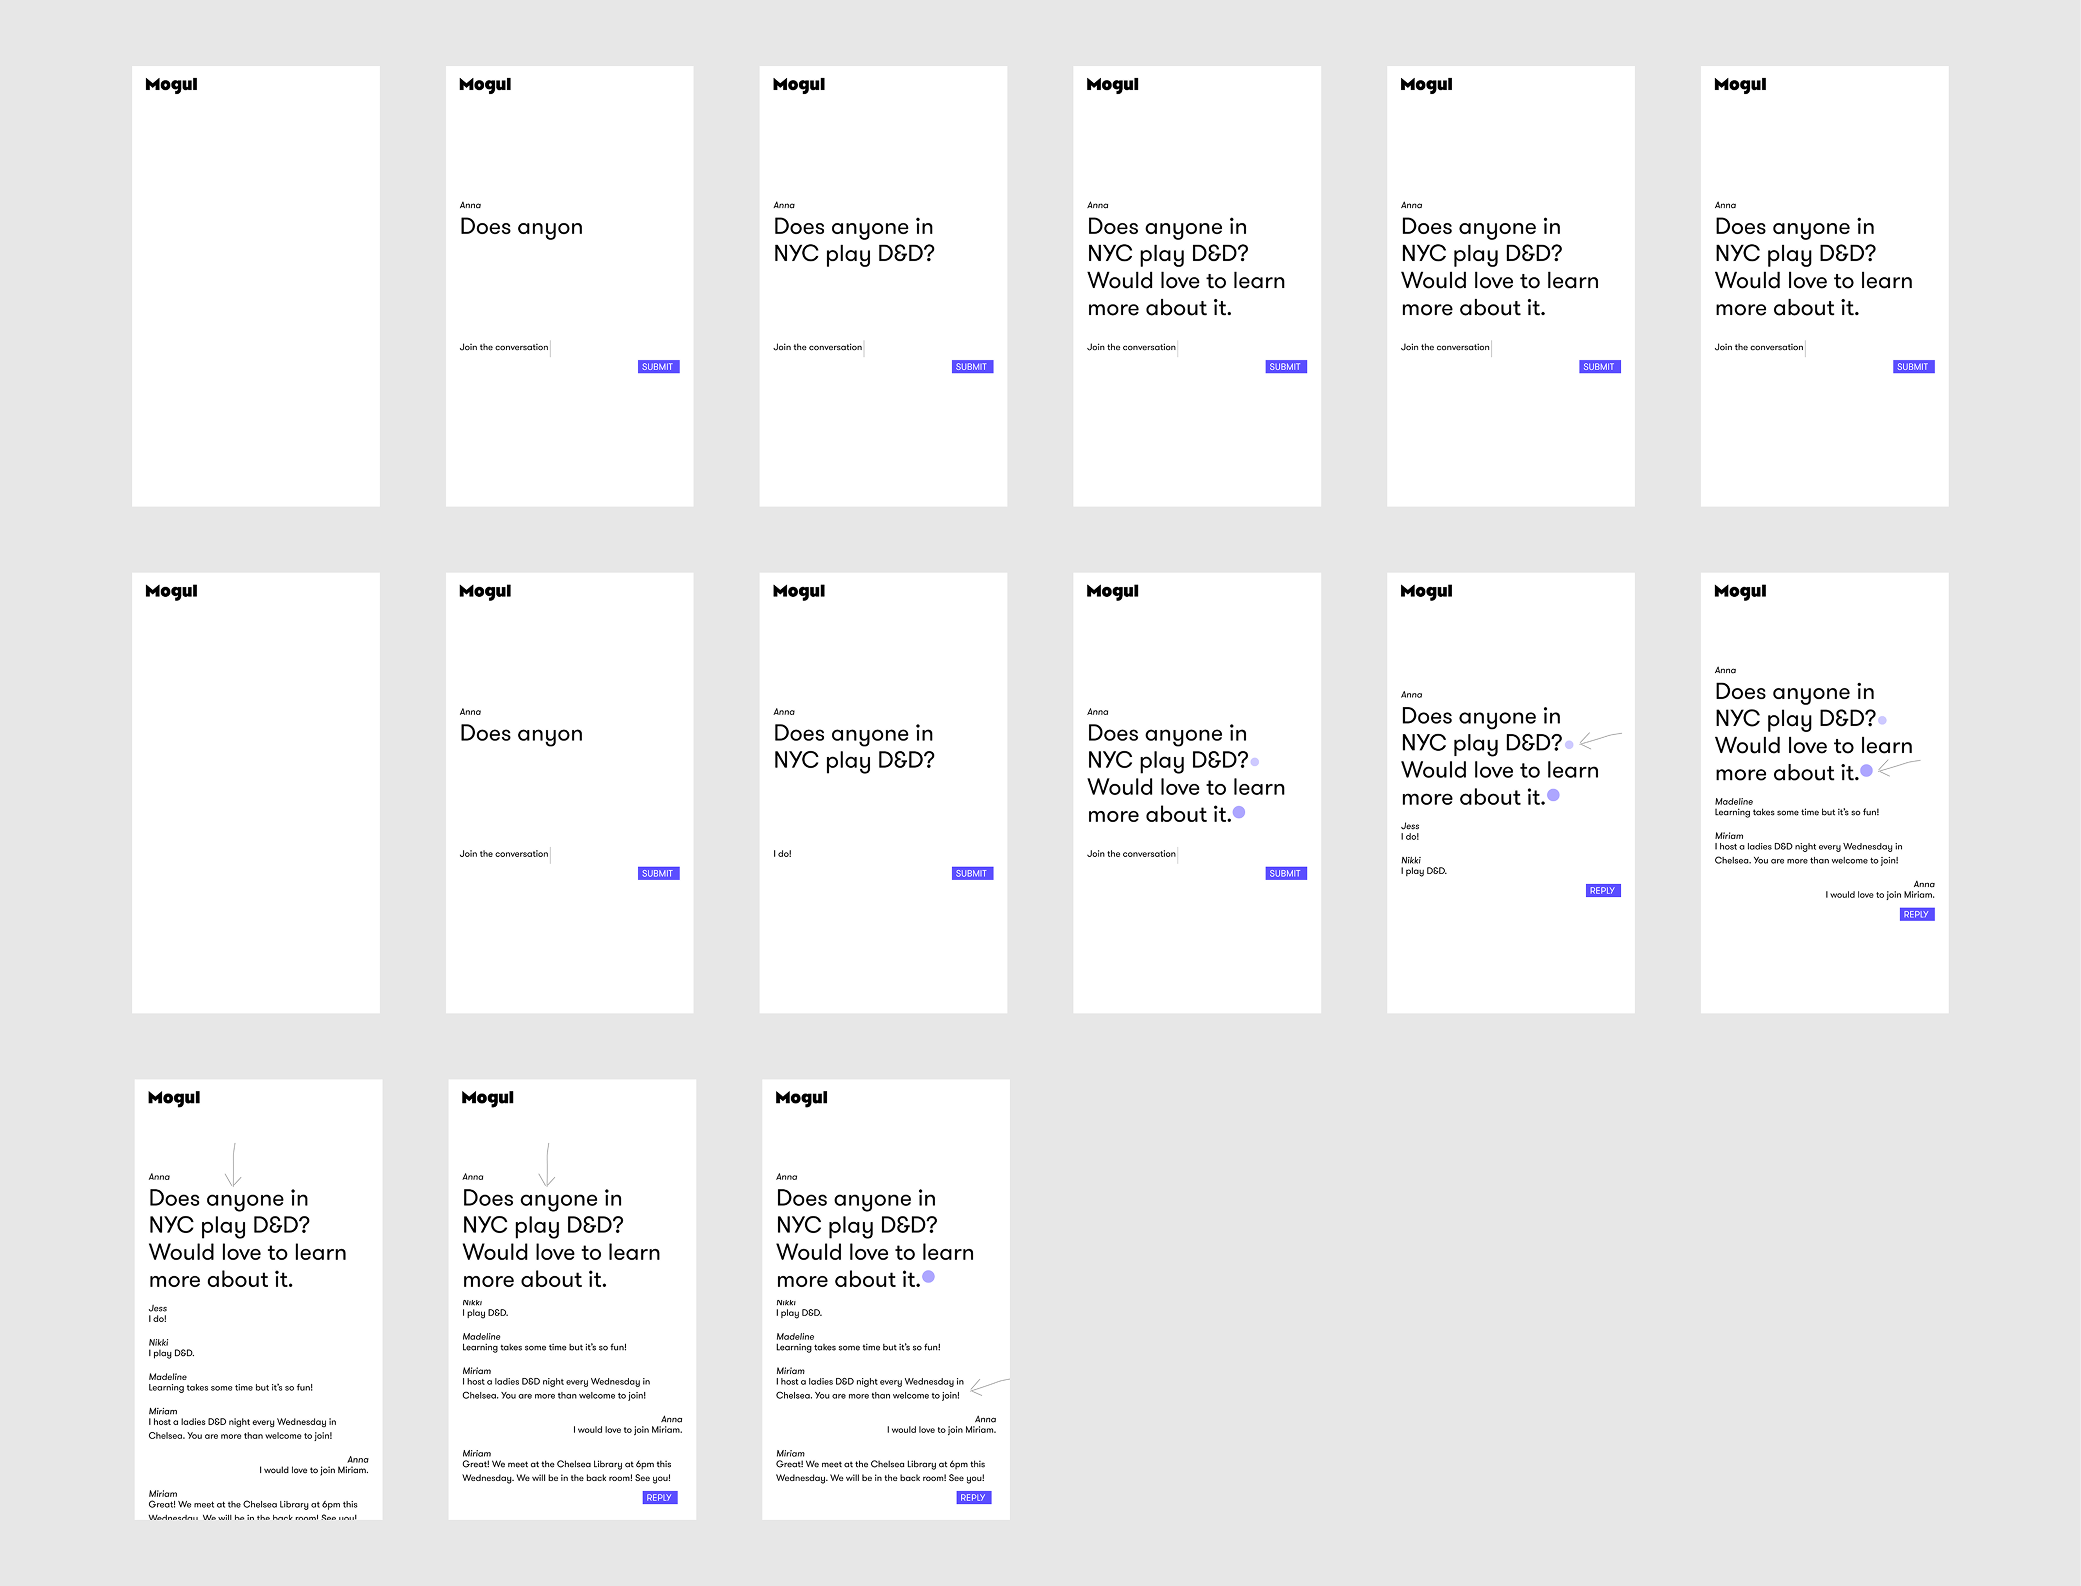 Mogul
Mogul
Anna
Does anyon
Join the conversation
SUBMIT
Mogul
Anna
Does anyone in
NYC play D&D?
Join the conversation
SUBMIT
Mogul
Anna
Does anyone in
NYC play D&D?
Would love to learn
more about it.
Join the conversation
SUBMIT
Mogul
Anna
Does anyone in
NYC play D&D?
Would love to learn
more about it.
Join the conversation
SUBMIT
Mogul
Anna
Does anyone in
NYC play D&D?
Would love to learn
more about it.
Join the conversation
SUBMIT
Mogul
Mogul
Anna
Does anyon
Join the conversation
SUBMIT
Mogul
Anna
Does anyone in
NYC play D&D?
I do!
SUBMIT
Mogul
Anna
Does anyone in
NYC play D&D?
Would love to learn
more about it.
Join the conversation
SUBMIT
Mogul
Anna
Does anyone in
NYC play D&D?
Would love to learn
more about it.
Jess
I do!
Nikki
I play D&D.
REPLY
Mogul
Anna
Does anyone in
NYC play D&D?
Would love to learn
more about it.
Madeline
Learning takes some time but it's so fun!
Miriam
I host a ladies D&D night every Wednesday in
Chelsea. You are more than welcome to join!
Anna
I would love to join Miriam.
REPLY
Mogul
Anna
Does anyone in
NYC play D&D?
Would love to learn
more about it.
Jess
I do!
Nikki
I play D&D.
Madeline
Learning takes some time but it's so fun!
Miriam
I host a ladies D&D night every Wednesday in
Chelsea. You are more than welcome to join!
Anna
I would love to join Miriam.
Miriam
Great! We meet at the Chelsea Library at 6pm this
Wednesday. We will be in the back room! See you!
Mogul
Anna
Does anyone in
NYC play D&D?
Would love to learn
more about it.
Nikki
I play D&D.
Madeline
Learning takes some time but it's so fun!
Miriam
I host a ladies D&D night every Wednesday in
Chelsea. You are more than welcome to join!
Anna
I would love to join Miriam.
Miriam
Great! We meet at the Chelsea Library at 6pm this
Wednesday. We will be in the back room! See you!
REPLY
Mogul
Anna
Does anyone in
NYC play D&D?
Would love to learn
more about it.
Nikki
I play D&D.
Madeline
Learning takes some time but it's so fun!
Miriam
I host a ladies D&D night every Wednesday in
Chelsea. You are more than welcome to join!
Anna
I would love to join Miriam.
Miriam
Great! We meet at the Chelsea Library at 6pm this
Wednesday. We will be in the back room! See you!
REPLY